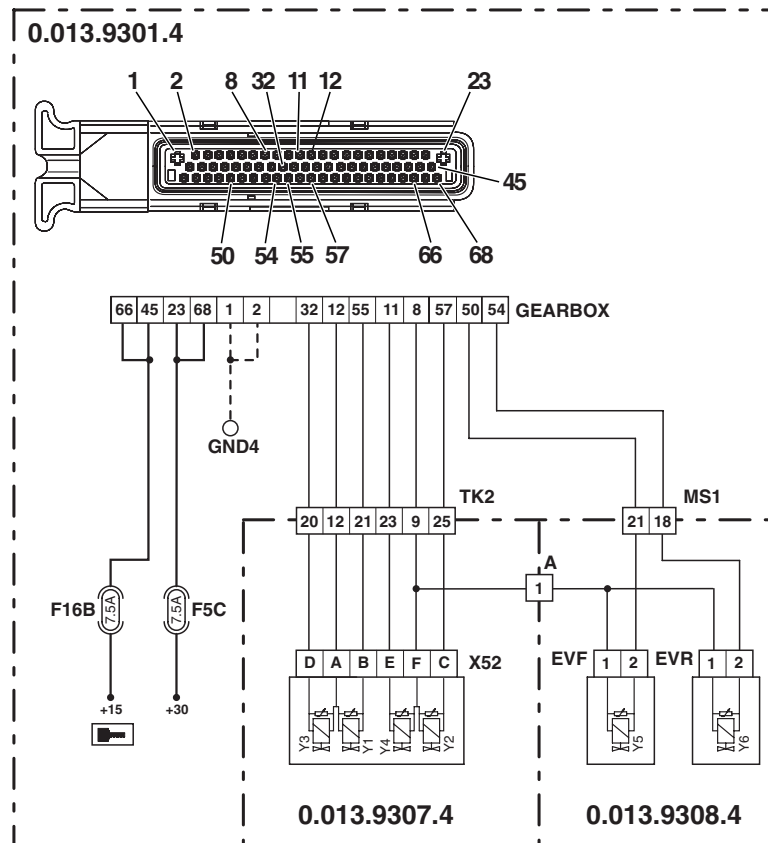 0.013.9301.4
1 2 8 32 11 12 23
45
50 54 55 57 66 68
66 45 23 68 1 2 32 12 55 11 8 57 50 54 GEARBOX
GND4
TK2 MS1
20 12 21 23 9 25 21 18
A
1
F16B 7.5A 7.5A F5C
D A B E F C X52 EVF 1 2 EVR 1 2
+15 +30
Y3 Y1 Y4 Y2 Y5 Y6
0.013.9307.4 0.013.9308.4